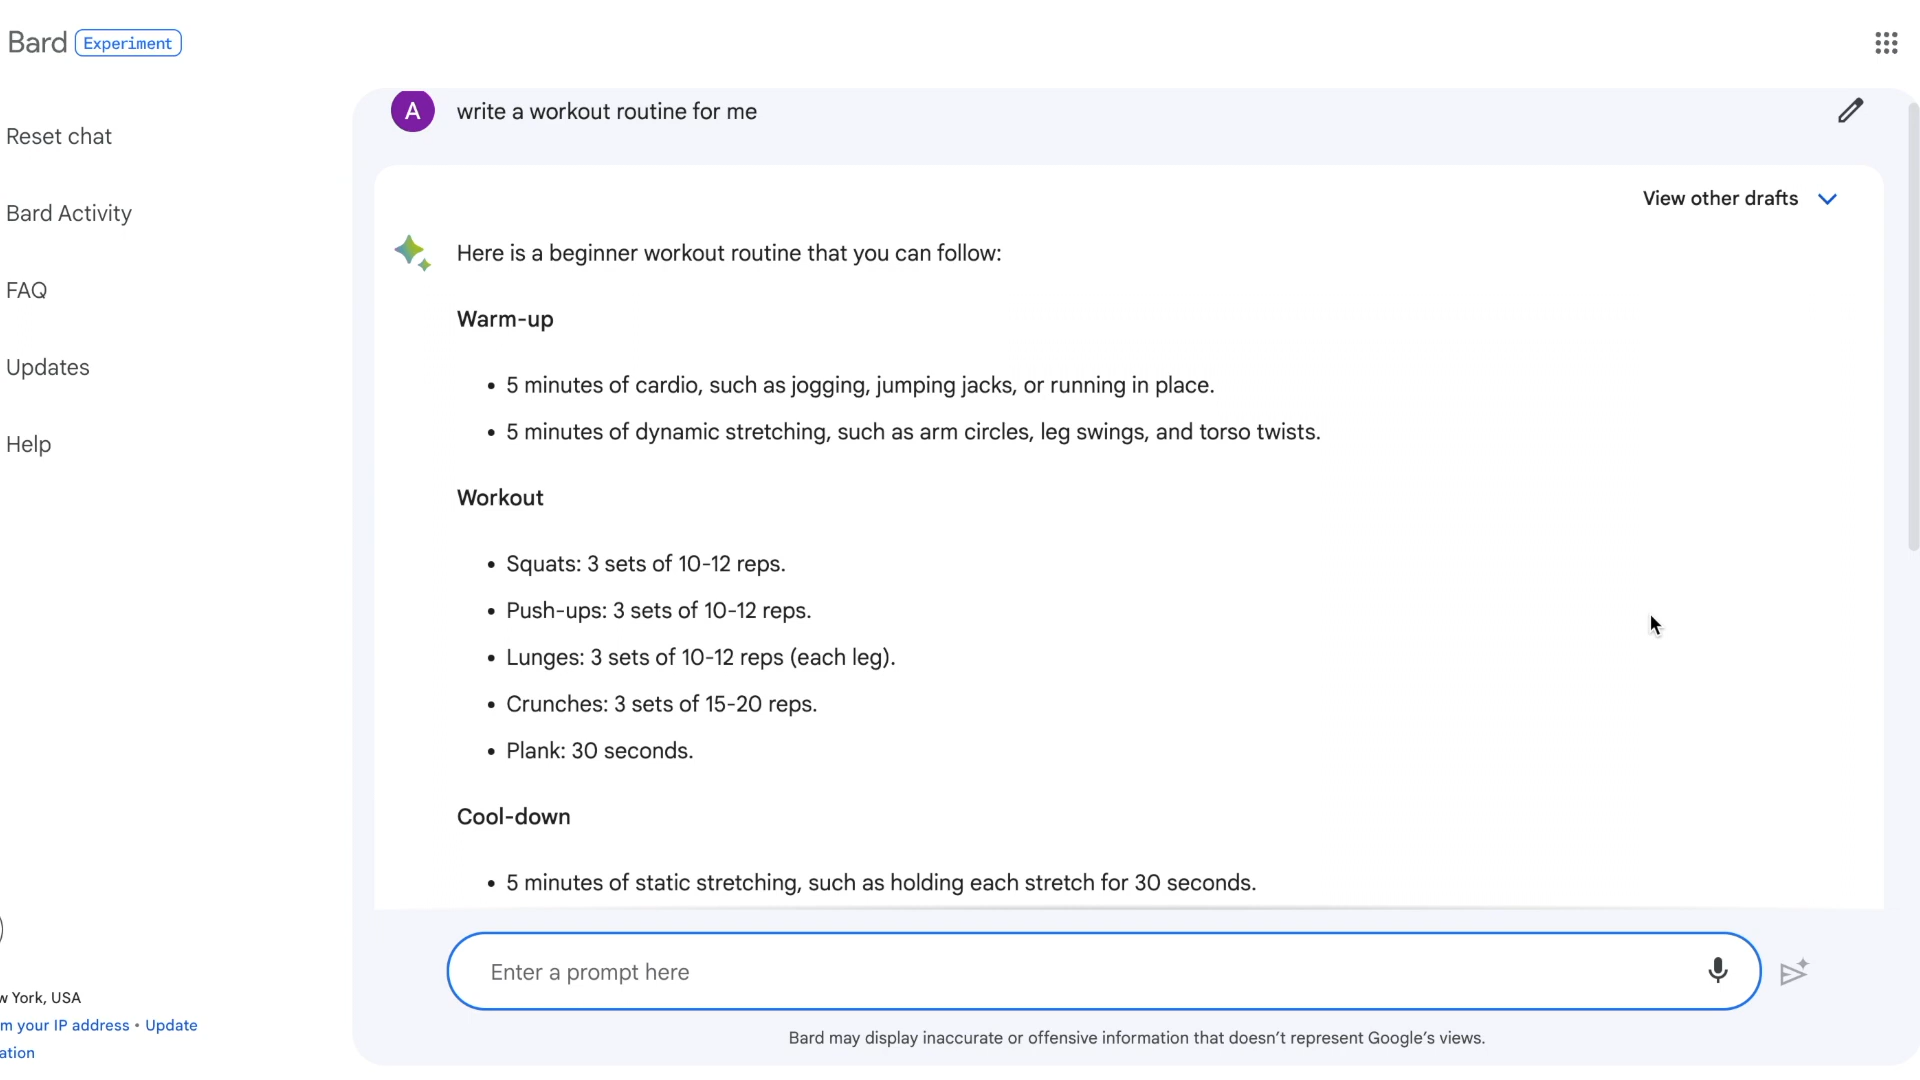 Bard Experiment
Reset chat
Bard Activity
FAQ
Updates
Help
A write a workout routine for me
View other drafts
Here is a beginner workout routine that you can follow:
Warm-up
• 5 minutes of cardio, such as jogging, jumping jacks, or running in place.
• 5 minutes of dynamic stretching, such as arm circles, leg swings, and torso twists.
Workout
• Squats: 3 sets of 10-12 reps.
• Push-ups: 3 sets of 10-12 reps.
• Lunges: 3 sets of 10-12 reps (each leg).
• Crunches: 3 sets of 15-20 reps.
• Plank: 30 seconds.
Cool-down
• 5 minutes of static stretching, such as holding each stretch for 30 seconds.
Enter a prompt here
Bard may display inaccurate or offensive information that doesn’t represent Google’s views.
w York, USA
m your IP address • Update
ation